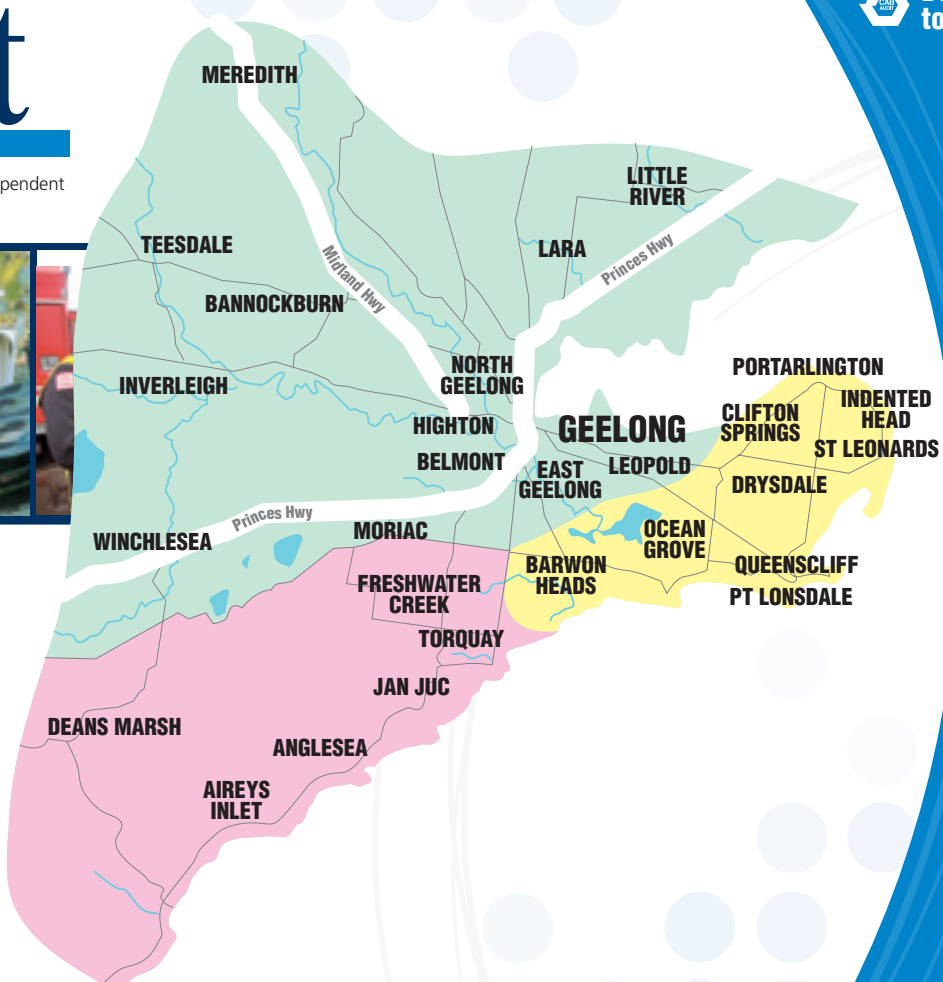 t
CAB
AUDIT
to
pendent
MEREDITH
LITTLE
RIVER
TEESDALE
LARA
Princes Hwy
Midland Hwy
BANNOCKBURN
NORTH
GEELONG
PORTARLINGTON
INVERLEIGH
INDENTED
HEAD
CLIFTON
SPRINGS
HIGHTON
GEELONG
ST LEONARDS
BELMONT
EAST
GEELONG
LEOPOLD
DRYSDALE
Princes Hwy
MORIAC
OCEAN
GROVE
WINCHLESEA
BARWON
HEADS
QUEENSCLIFF
FRESHWATER
CREEK
PT LONSDALE
TORQUAY
JAN JUC
DEANS MARSH
ANGLESEA
AIREYS
INLET